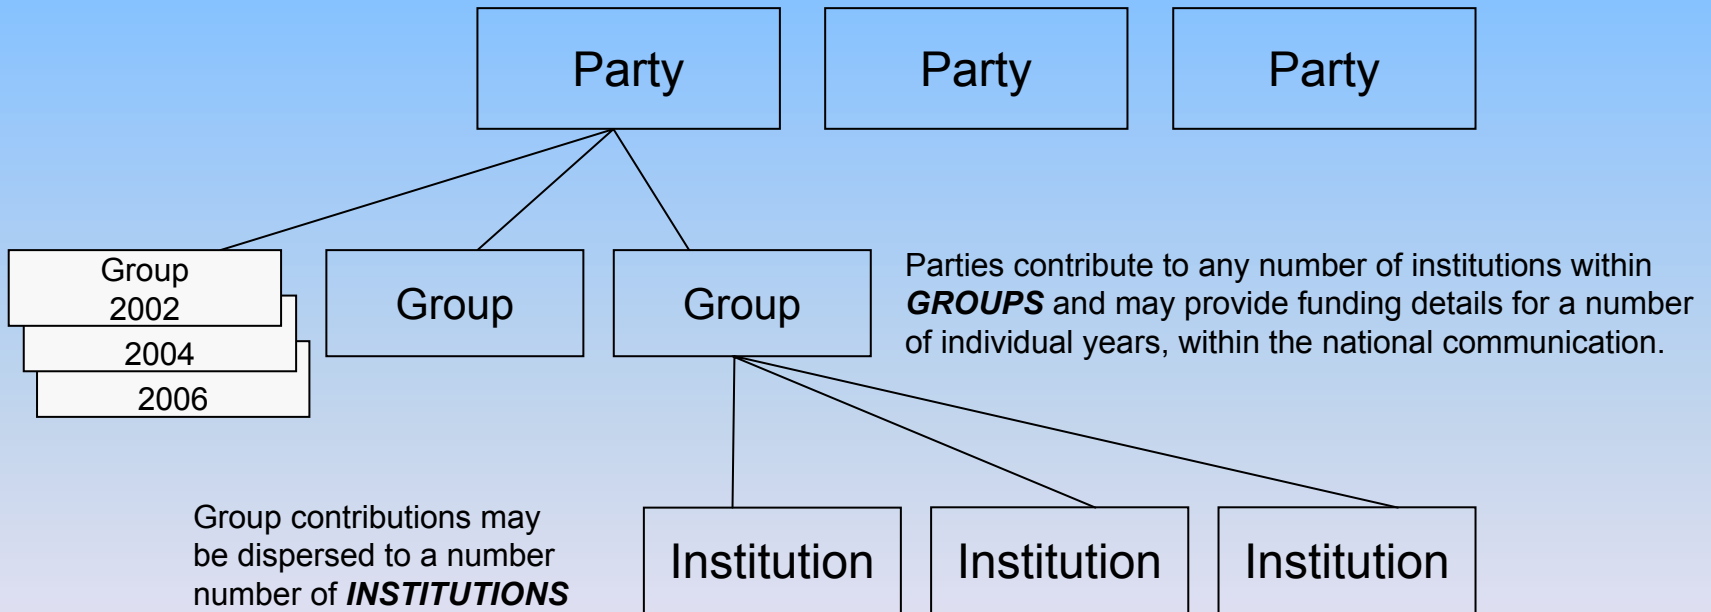 Party
Party
Party
Group
2002
2004
2006
Group
Group
Parties contribute to any number of institutions within
GROUPS and may provide funding details for a number
of individual years, within the national communication.
Group contributions may
be dispersed to a number
number of INSTITUTIONS
Institution
Institution
Institution